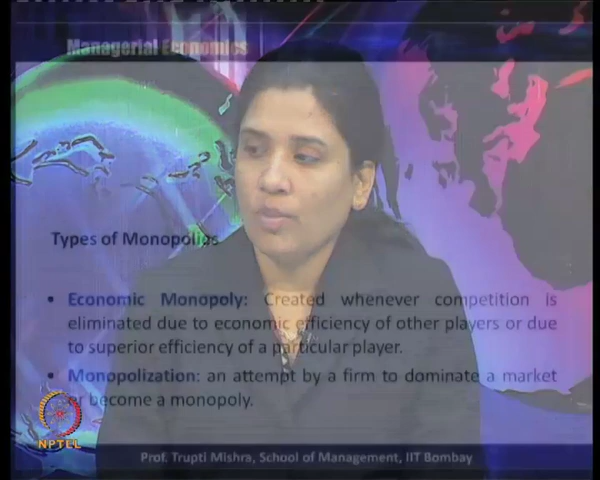 Managerial Economics
Types of Monopolies
• Economic Monopoly: Created whenever competition is
eliminated due to economic efficiency of other players or due
to superior efficiency of a particular player.
• Monopolization: an attempt by a firm to dominate a market
or become a monopoly.
NPTEL
Prof. Trupti Mishra, School of Management, IIT Bombay